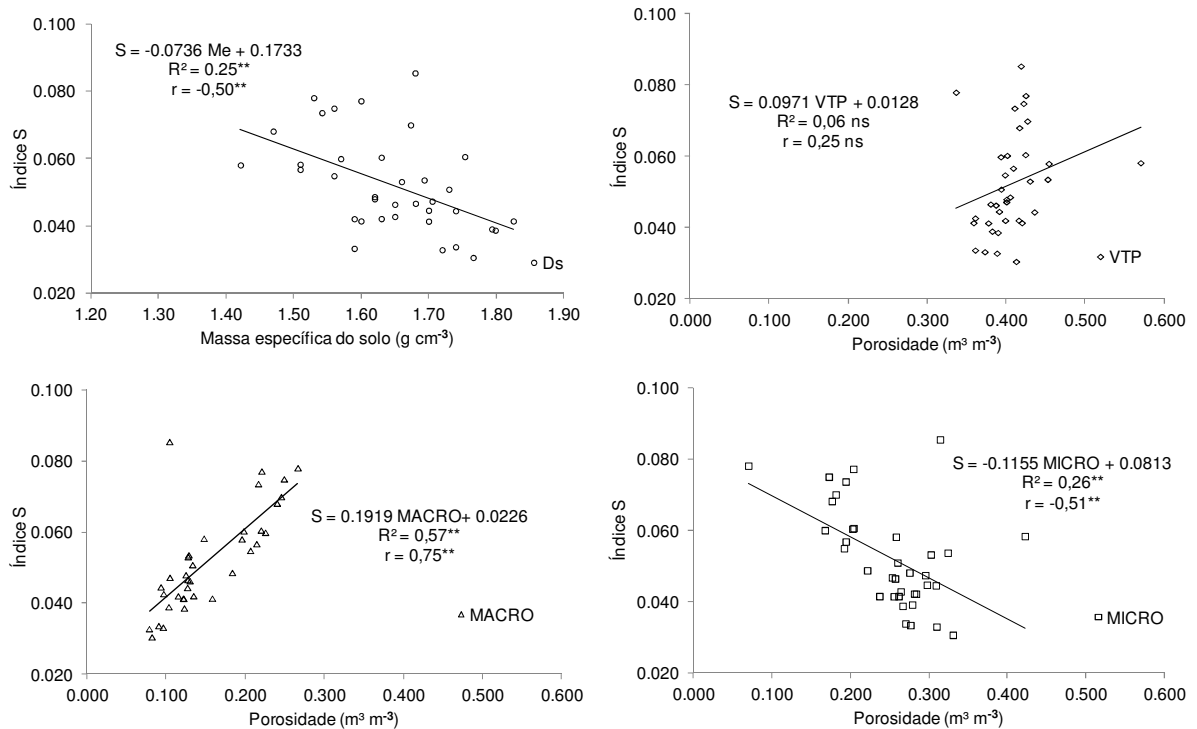 0.100
0.080
0.060
0.040
0.020
Índice S
S = -0.0736 Me + 0.1733
R² = 0.25**
r = -0,50**
Ds
1.20 1.30 1.40 1.50 1.60 1.70 1.80 1.90
Massa específica do solo (g cm⁻³)
0.100
0.080
0.060
0.040
0.020
Índice S
S = 0.0971 VTP + 0.0128
R² = 0,06 ns
r = 0,25 ns
VTP
0.000 0.100 0.200 0.300 0.400 0.500 0.600
Porosidade (m³ m⁻³)
0.100
0.080
0.060
0.040
0.020
Índice S
S = 0.1919 MACRO+ 0.0226
R² = 0,57**
r = 0,75**
MACRO
0.000 0.100 0.200 0.300 0.400 0.500 0.600
Porosidade (m³ m⁻³)
0.100
0.080
0.060
0.040
0.020
Índice S
S = -0.1155 MICRO + 0.0813
R² = 0,26**
r = -0,51**
MICRO
0.000 0.100 0.200 0.300 0.400 0.500 0.600
Porosidade (m³ m⁻³)